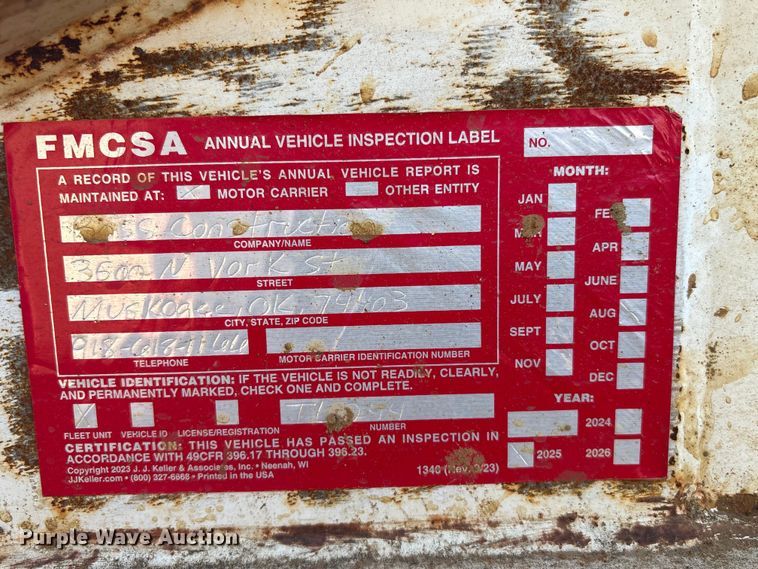 FMCSA ANNUAL VEHICLE INSPECTION LABEL
NO.
A RECORD OF THIS VEHICLE'S ANNUAL VEHICLE REPORT IS
MAINTAINED AT: X MOTOR CARRIER OTHER ENTITY
COMPANY/NAME
N York St
STREET
Muskogee, OK, 74403
CITY, STATE, ZIP CODE
TELEPHONE
MOTOR CARRIER IDENTIFICATION NUMBER
VEHICLE IDENTIFICATION: IF THE VEHICLE IS NOT READILY, CLEARLY,
AND PERMANENTLY MARKED, CHECK ONE AND COMPLETE.
FLEET UNIT VEHICLE ID LICENSE/REGISTRATION NUMBER
CERTIFICATION: THIS VEHICLE HAS PASSED AN INSPECTION IN
ACCORDANCE WITH 49CFR 396.17 THROUGH 396.23.
Copyright 2023 J. J. Keller & Associates, Inc. • Neenah, WI
JJKeller.com • (800) 327-6868 • Printed in the USA
1340 (Rev. /23)
MONTH:
JAN
FE
M
APR
MAY
JUNE
JULY
AUG
SEPT
OCT
NOV
DEC
YEAR:
2024
2025
2026
Purple Wave Auction